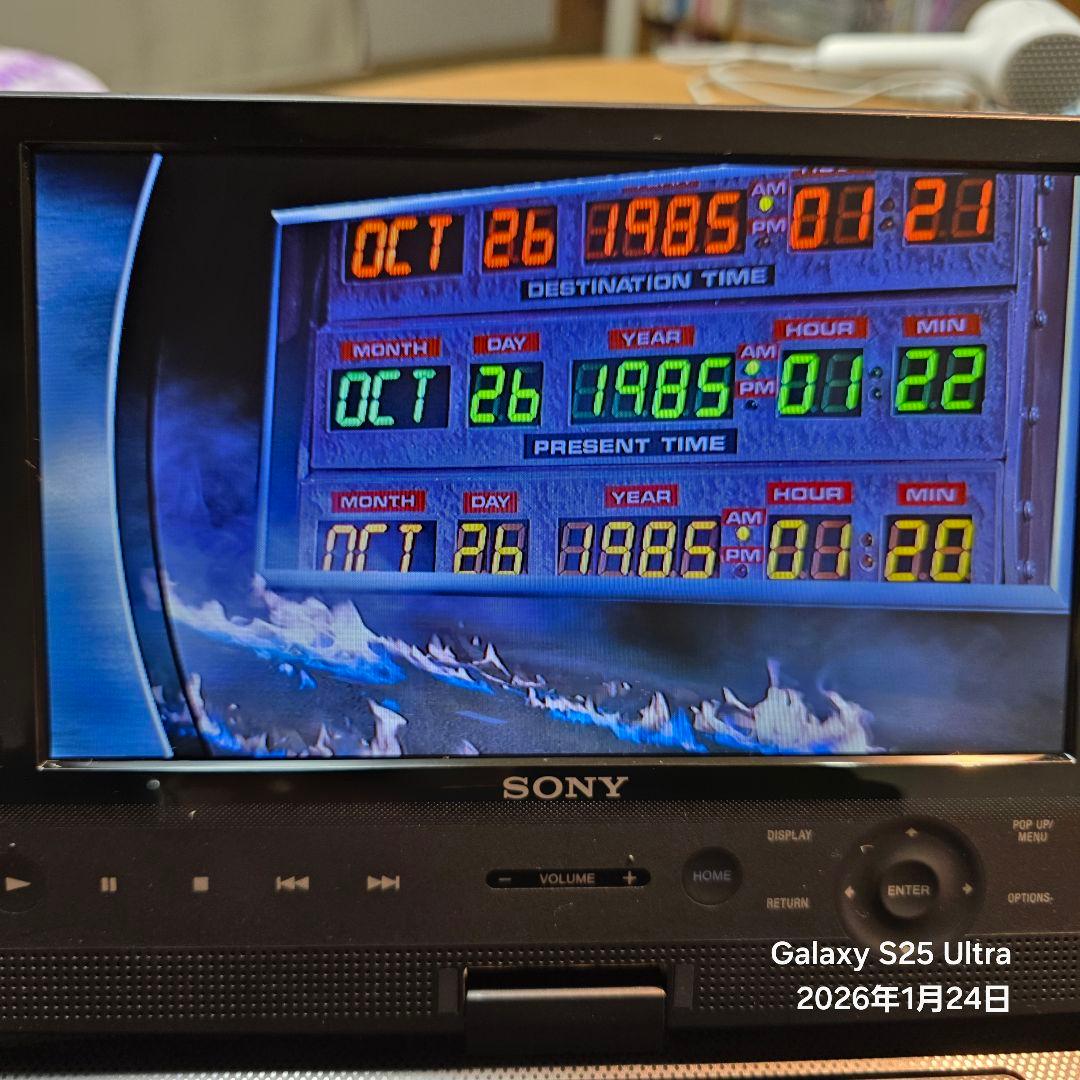 OCT 26 1985 AM PM 01 21
DESTINATION TIME
MONTH DAY YEAR HOUR MIN
OCT 26 1985 AM PM 01 22
PRESENT TIME
MONTH DAY YEAR HOUR MIN
OCT 26 1985 AM PM 01 20
SONY
DISPLAY
POP UP/
MENU
VOLUME
HOME
ENTER
RETURN
OPTIONS
Galaxy S25 Ultra
2026年1月24日